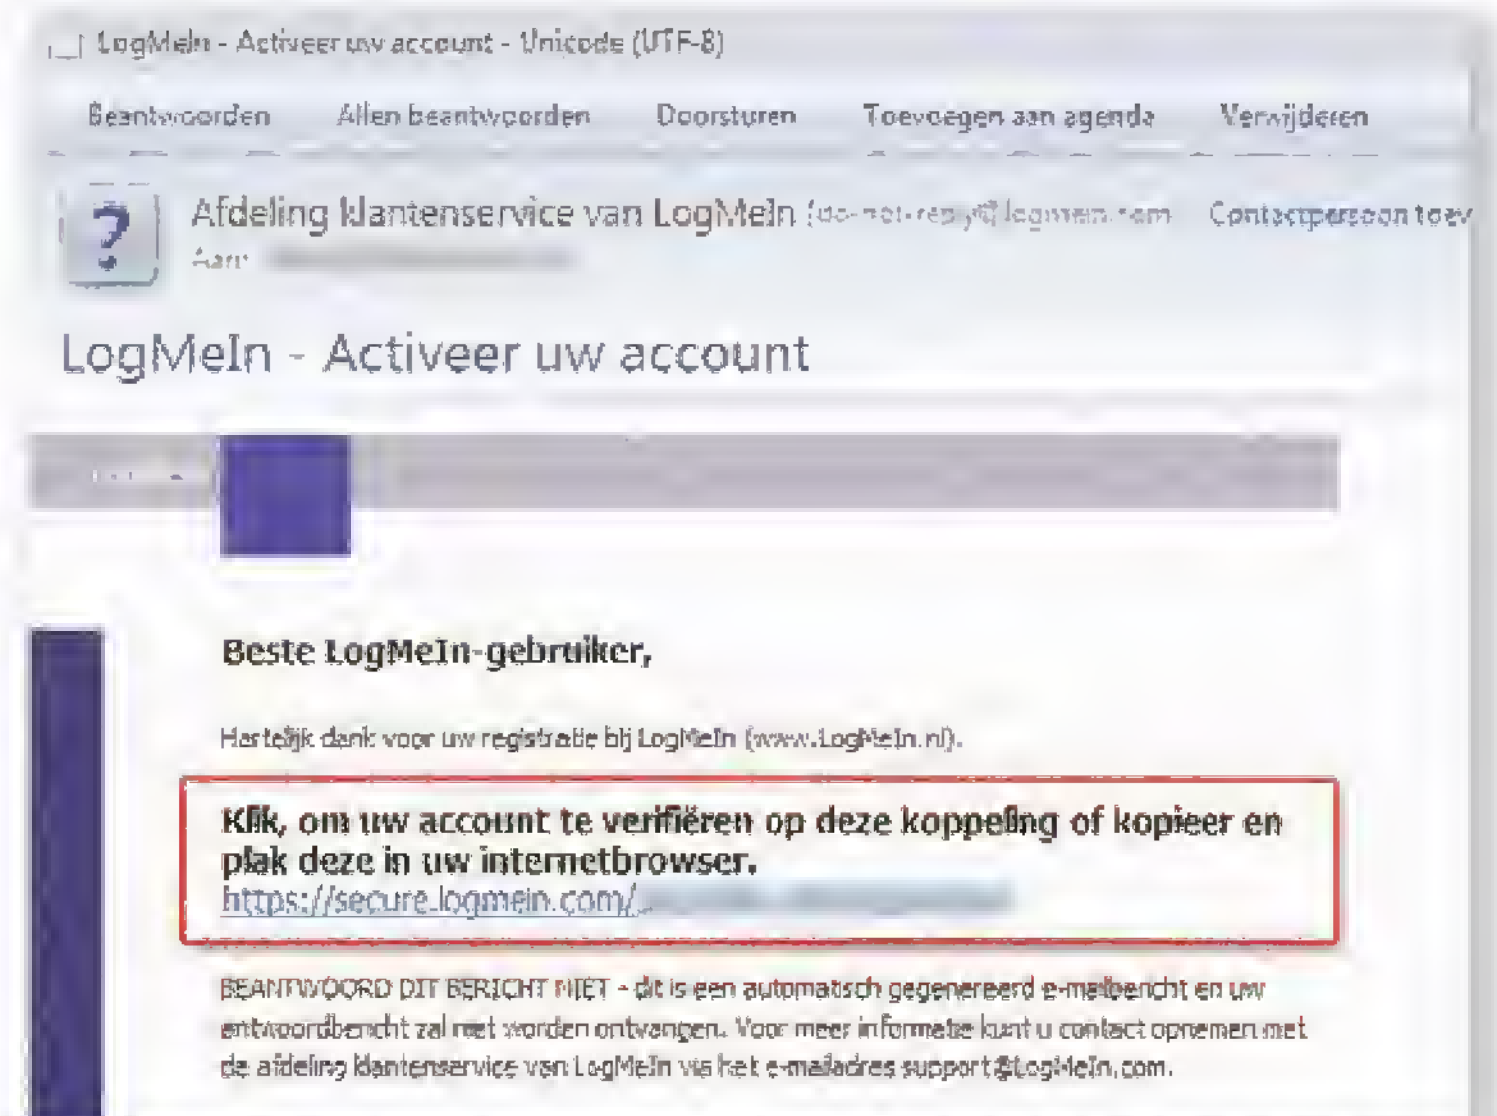 LogMeIn - Activeer uw account - Unicode (UTF-8)
Beantwoorden Allen beantwoorden Doorsturen Toevoegen aan agenda Verwijderen
Afdeling klantenservice van LogMeIn (do-not-reply@logmein.com Contactpersoon toev
Aan:
LogMeIn - Activeer uw account
Beste LogMeIn-gebruiker,
Hartelijk dank voor uw registratie bij LogMeIn (www.LogMeIn.nl).
Klik, om uw account te verifiëren op deze koppeling of kopieer en
plak deze in uw internetbrowser.
https://secure.logmein.com/
BEANTWOORD DIT BERICHT NIET - dit is een automatisch gegenereerd e-mailbericht en uw
antwoordbericht zal niet worden ontvangen. Voor meer informatie kunt u contact opnemen met
de afdeling klantenservice van LogMeIn via het e-mailadres support@LogMeIn.com.